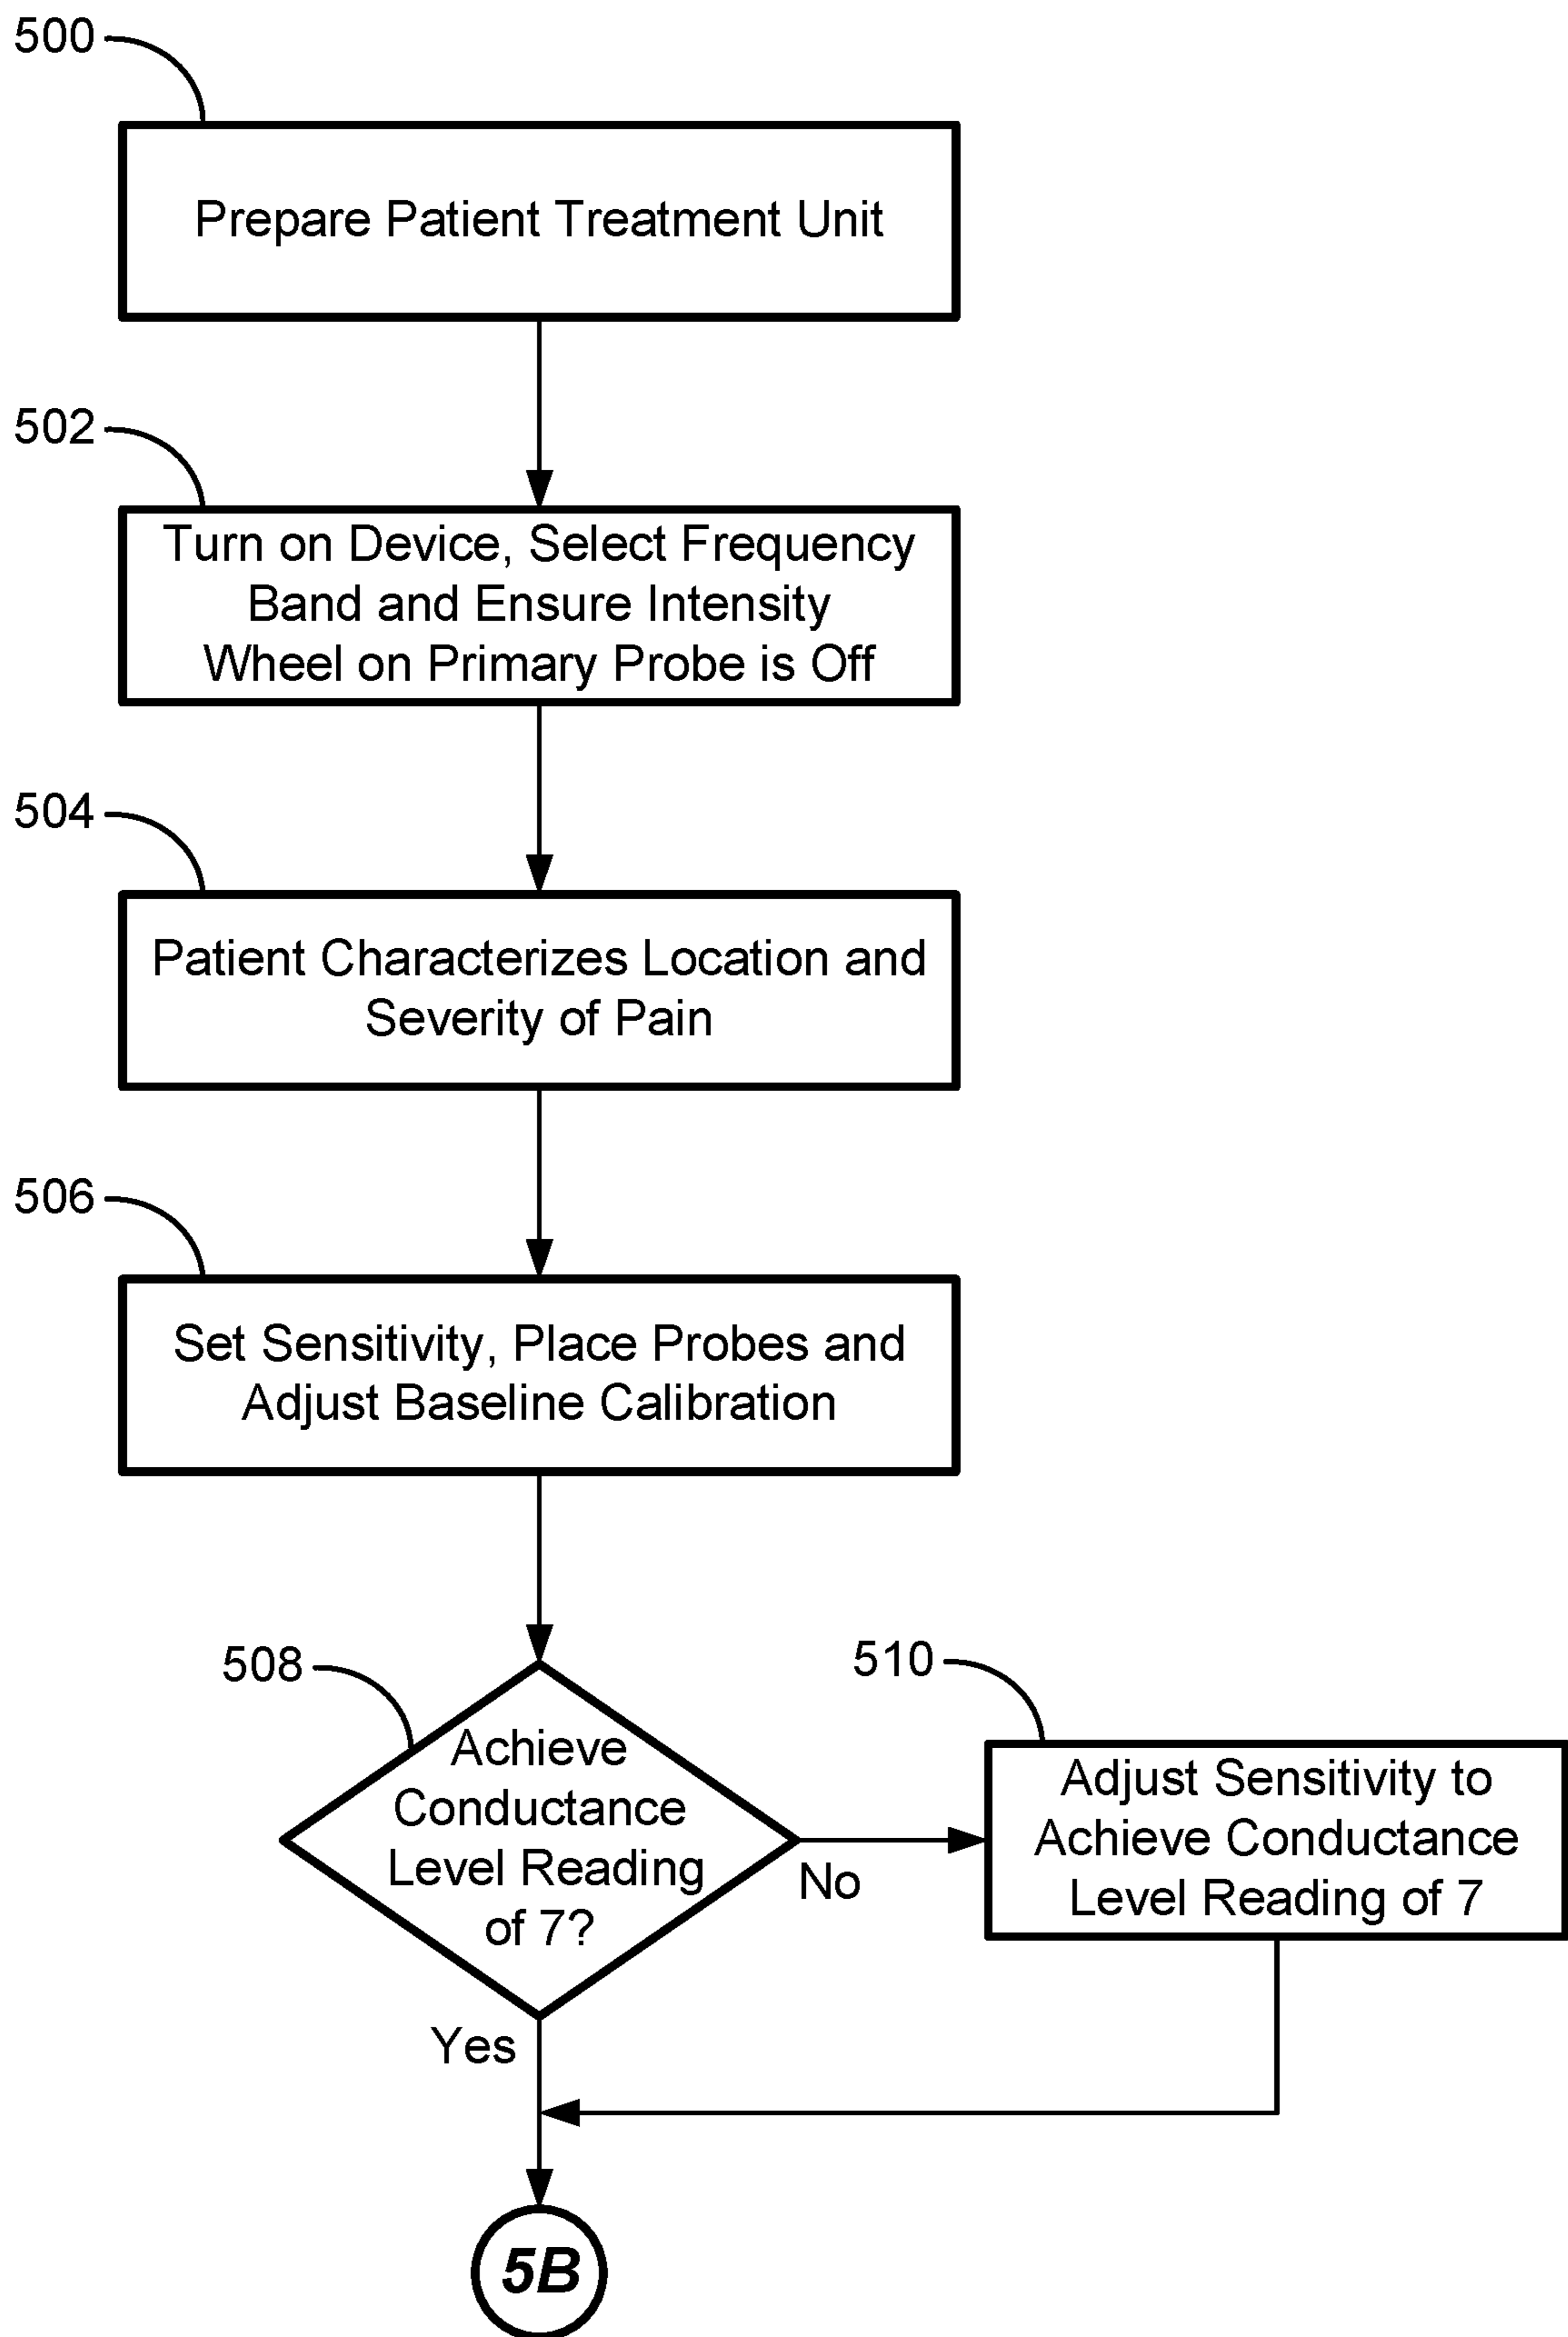 500
Prepare Patient Treatment Unit
502
Turn on Device, Select Frequency
Band and Ensure Intensity
Wheel on Primary Probe is Off
504
Patient Characterizes Location and
Severity of Pain
506
Set Sensitivity, Place Probes and
Adjust Baseline Calibration
508
Achieve
Conductance
Level Reading
of 7?
No
510
Adjust Sensitivity to
Achieve Conductance
Level Reading of 7
Yes
5B